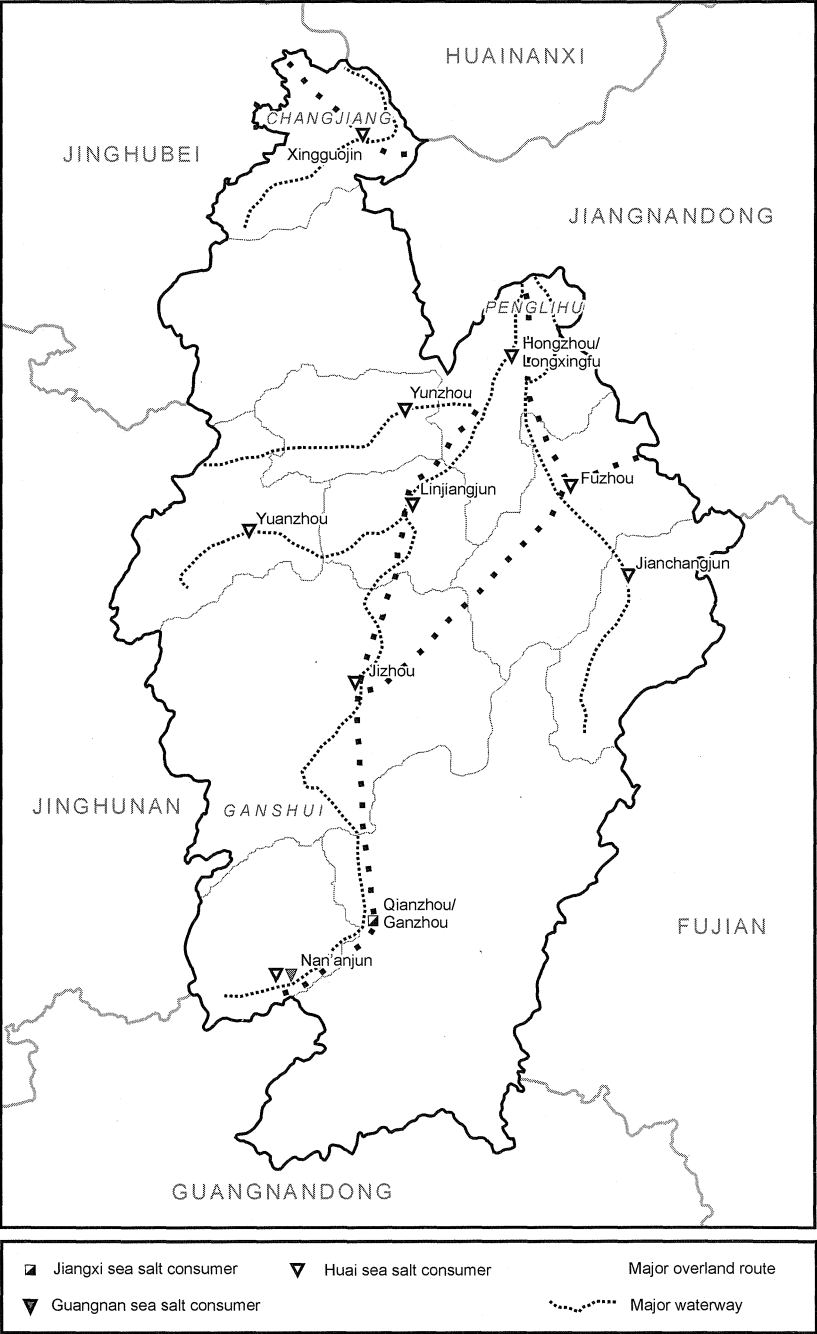 HUAINANXI
CHANGJIANG
JINGHUBEI
Xingguojin
JIANGNANDONG
PENGLIHU
Hongzhou/
Longxingfu
Yunzhou
Fuzhou
Linjiangjun
Yuanzhou
Jianchangjun
Jizhou
JINGHUNAN
GANSHUI
Qianzhou/
Ganzhou
FUJIAN
Nan'anjun
GUANGNANDONG
Jiangxi sea salt consumer
Huai sea salt consumer
Major overland route
Guangnan sea salt consumer
Major waterway